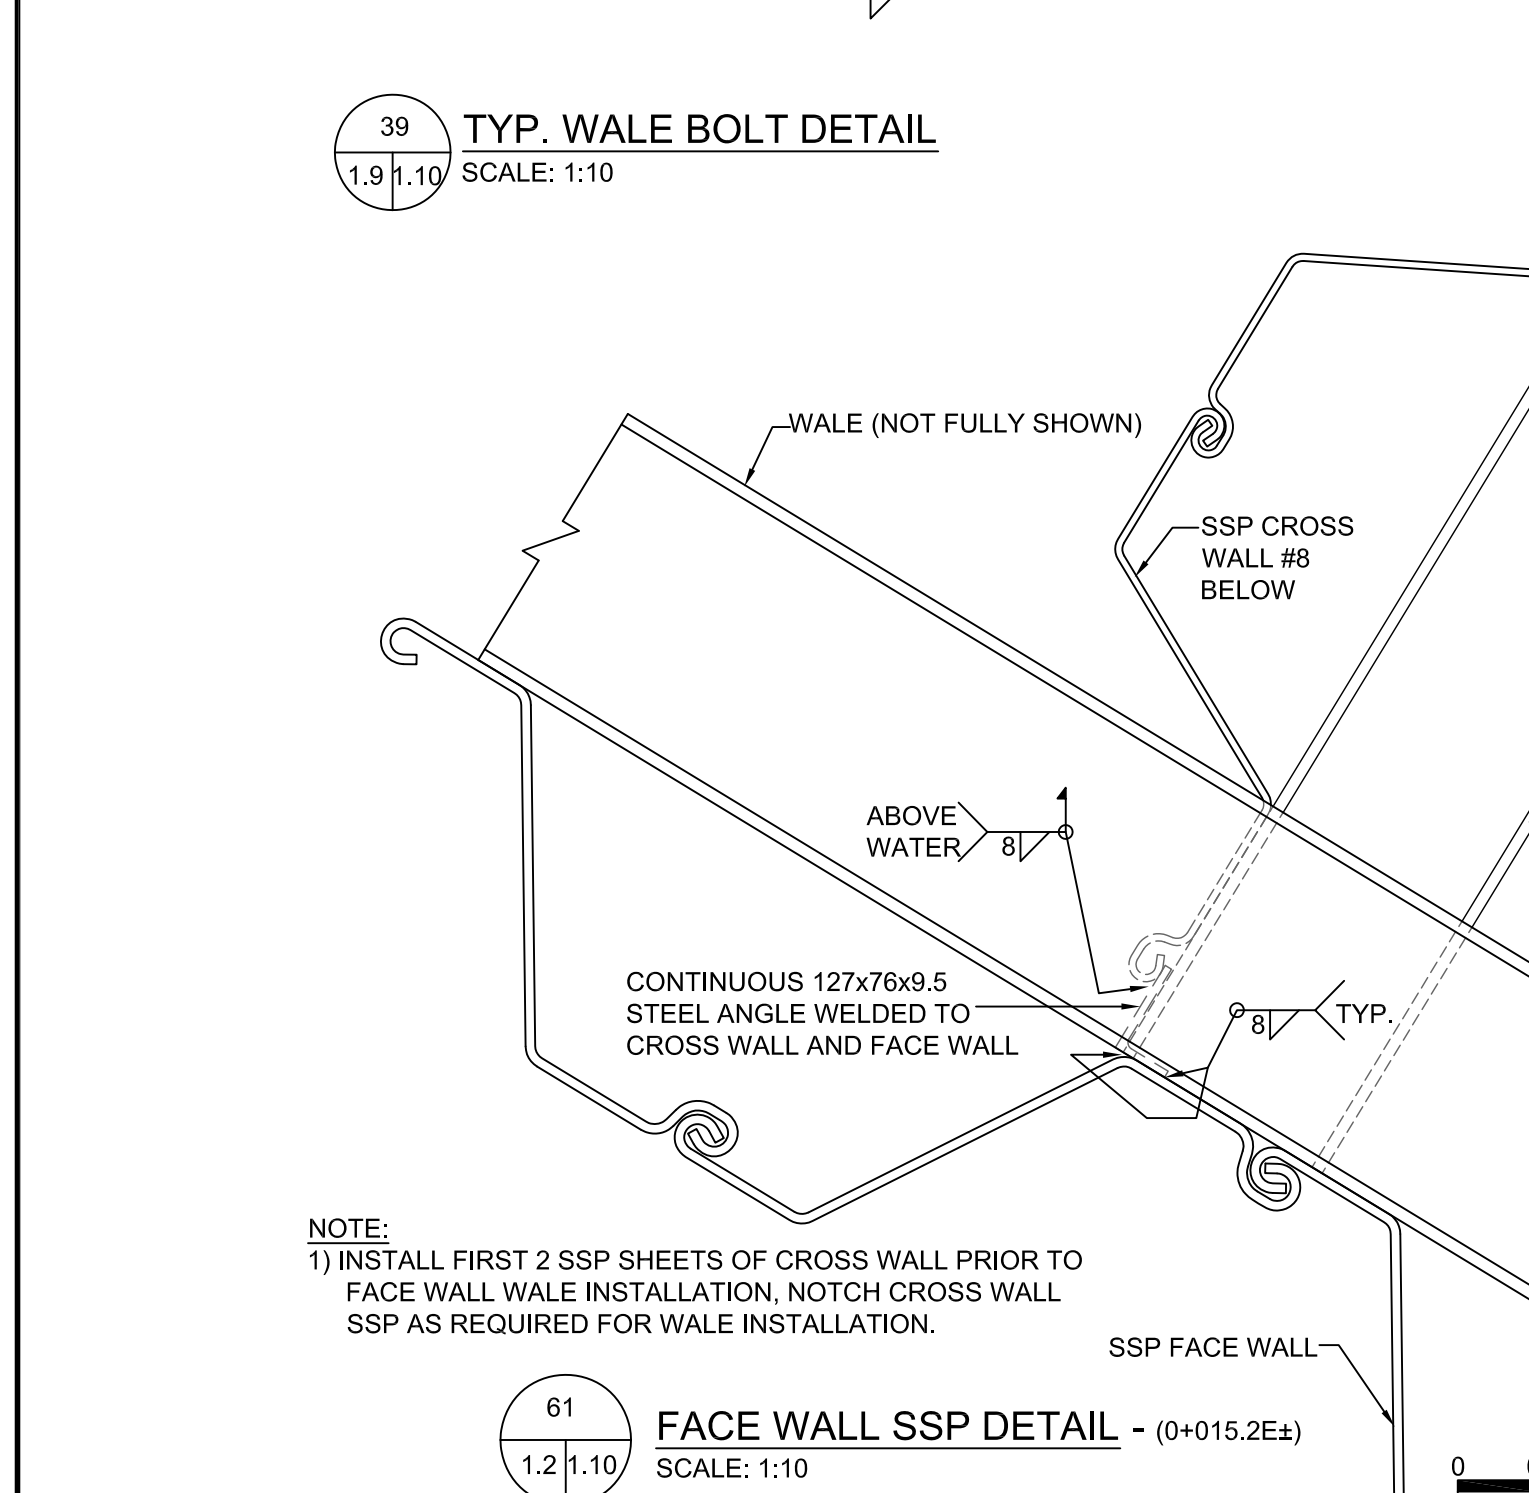 39
TYP. WALE BOLT DETAIL
1.9 1.10
SCALE: 1:10
WALE (NOT FULLY SHOWN)
SSP CROSS
WALL #8
BELOW
ABOVE
WATER
8
CONTINUOUS 127x76x9.5
STEEL ANGLE WELDED TO
CROSS WALL AND FACE WALL
8
TYP.
NOTE:
1) INSTALL FIRST 2 SSP SHEETS OF CROSS WALL PRIOR TO
FACE WALL WALE INSTALLATION, NOTCH CROSS WALL
SSP AS REQUIRED FOR WALE INSTALLATION.
SSP FACE WALL
61
FACE WALL SSP DETAIL - (0+015.2E±)
1.2 1.10
SCALE: 1:10
0